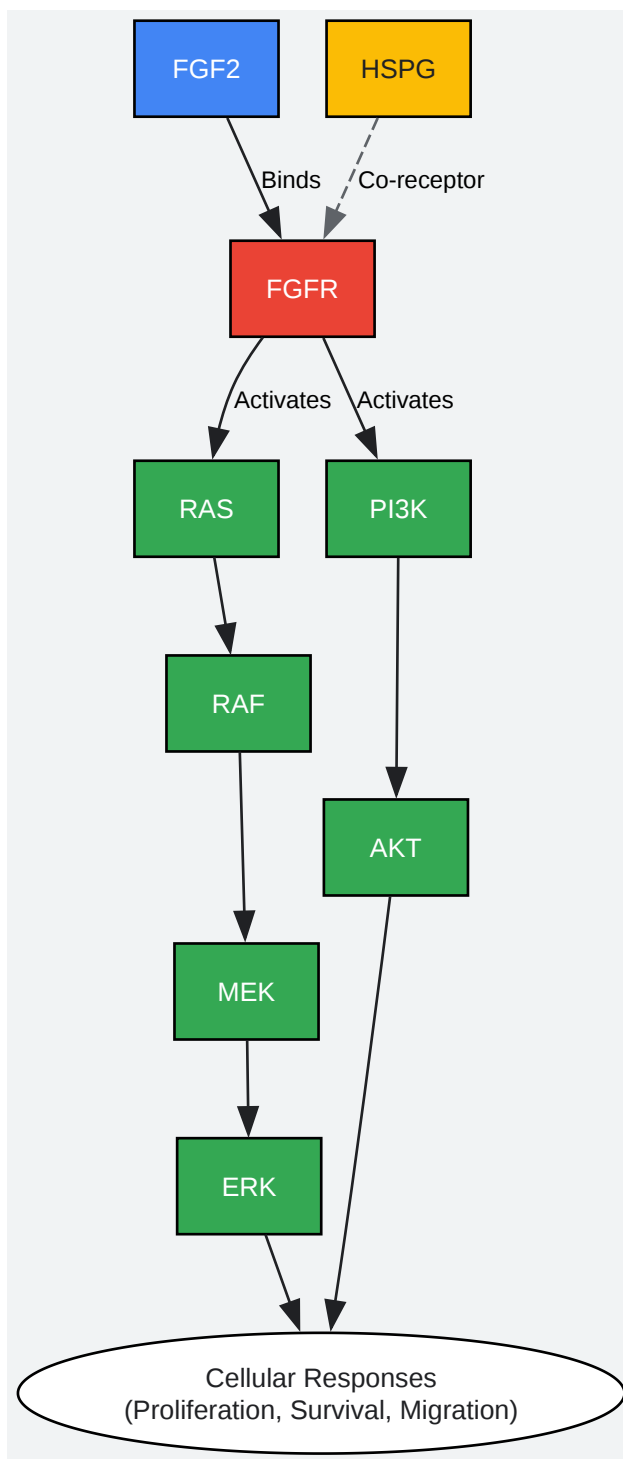 FGF2
HSPG
Binds
Co-receptor
FGFR
Activates
Activates
RAS
PI3K
RAF
AKT
MEK
ERK
Cellular Responses
(Proliferation, Survival, Migration)